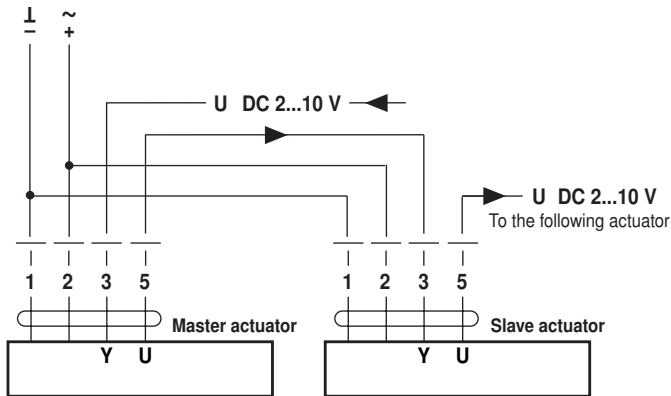 ⊥ ~
– +
U DC 2...10 V
U DC 2...10 V
To the following actuator
1 2 3 5 1 2 3 5
Master actuator Slave actuator
Y U Y U